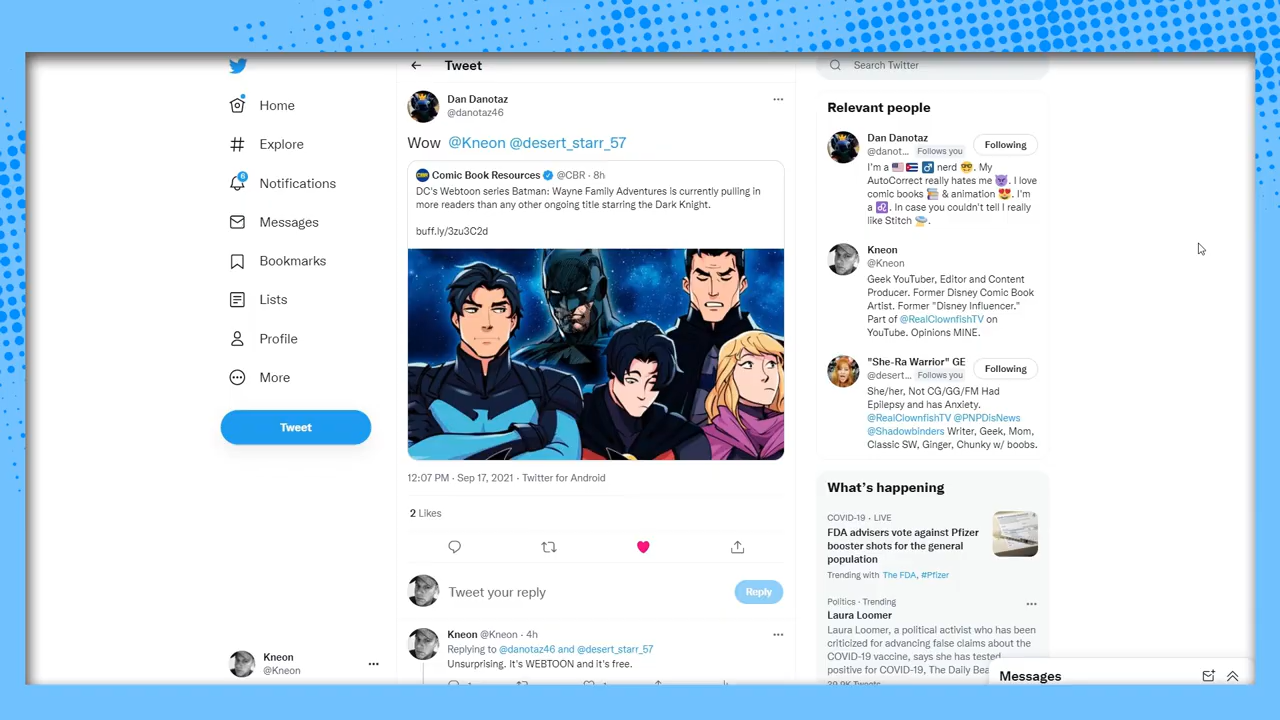 Home
Explore
6
Notifications
Messages
Bookmarks
Lists
Profile
More
Tweet
Kneon
@Kneon
Tweet
Dan Danotaz
@danotaz46
Wow @Kneon @desert_starr_57
Comic Book Resources @CBR · 8h
DC's Webtoon series Batman: Wayne Family Adventures is currently pulling in
more readers than any other ongoing title starring the Dark Knight.
buff.ly/3zu3C2d
12:07 PM · Sep 17, 2021 · Twitter for Android
2 Likes
Tweet your reply
Reply
Kneon @Kneon · 4h
Replying to @danotaz46 and @desert_starr_57
Unsurprising. It's WEBTOON and it's free.
Search Twitter
Relevant people
Dan Danotaz
@danot... Follows you
Following
I'm a 🇺🇸🇨🇺♂️ nerd 🤓. My
AutoCorrect really hates me 😈. I love
comic books 📚 & animation 😍. I'm
a ♌. In case you couldn't tell I really
like Stitch 🛸.
Kneon
@Kneon
Geek YouTuber, Editor and Content
Producer. Former Disney Comic Book
Artist. Former "Disney Influencer."
Part of @RealClownfishTV on
YouTube. Opinions MINE.
"She-Ra Warrior" GE
@desert... Follows you
Following
She/her, Not CG/GG/FM Had
Epilepsy and has Anxiety.
@RealClownfishTV @PNPDisNews
@Shadowbinders Writer, Geek, Mom,
Classic SW, Ginger, Chunky w/ boobs.
What's happening
COVID-19 · LIVE
FDA advisers vote against Pfizer
booster shots for the general
population
Trending with The FDA, #Pfizer
Politics · Trending
Laura Loomer
Laura Loomer, a political activist who has been
criticized for advancing false claims about the
COVID-19 vaccine, says she has tested
positive for COVID-19, The Daily Bea
Messages